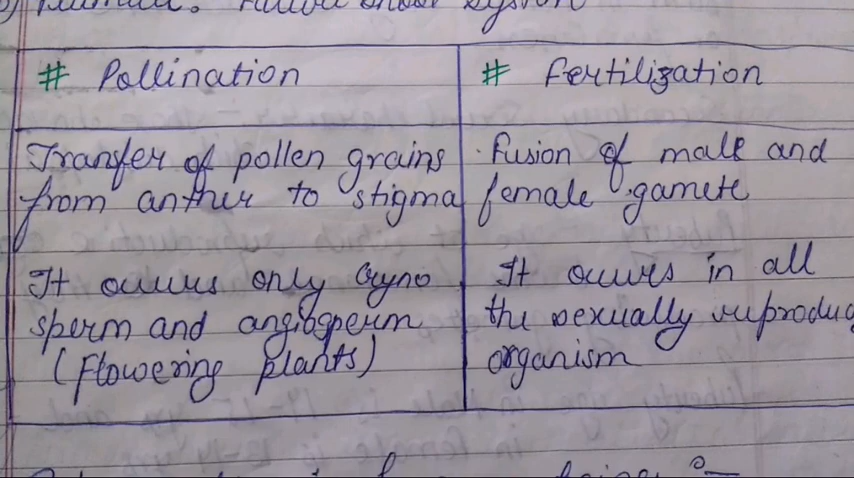 # Pollination
# Fertilization
Transfer of pollen grains
from anther to stigma
It occurs only Gymno
sperm and angiosperm
(Flowering plants)
Fusion of male and
female gamete
It occurs in all
the sexually reproduc
organism